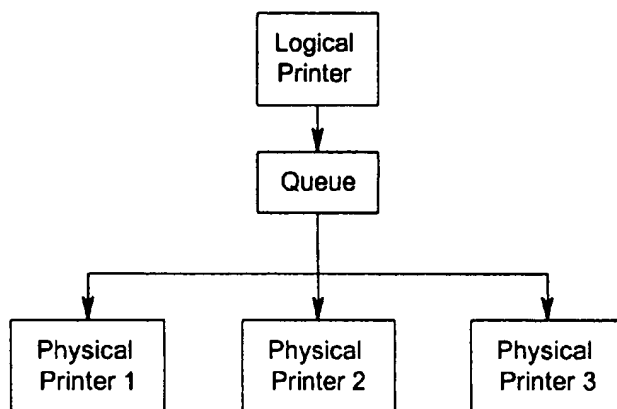 Logical
Printer
Queue
Physical
Printer 1
Physical
Printer 2
Physical
Printer 3